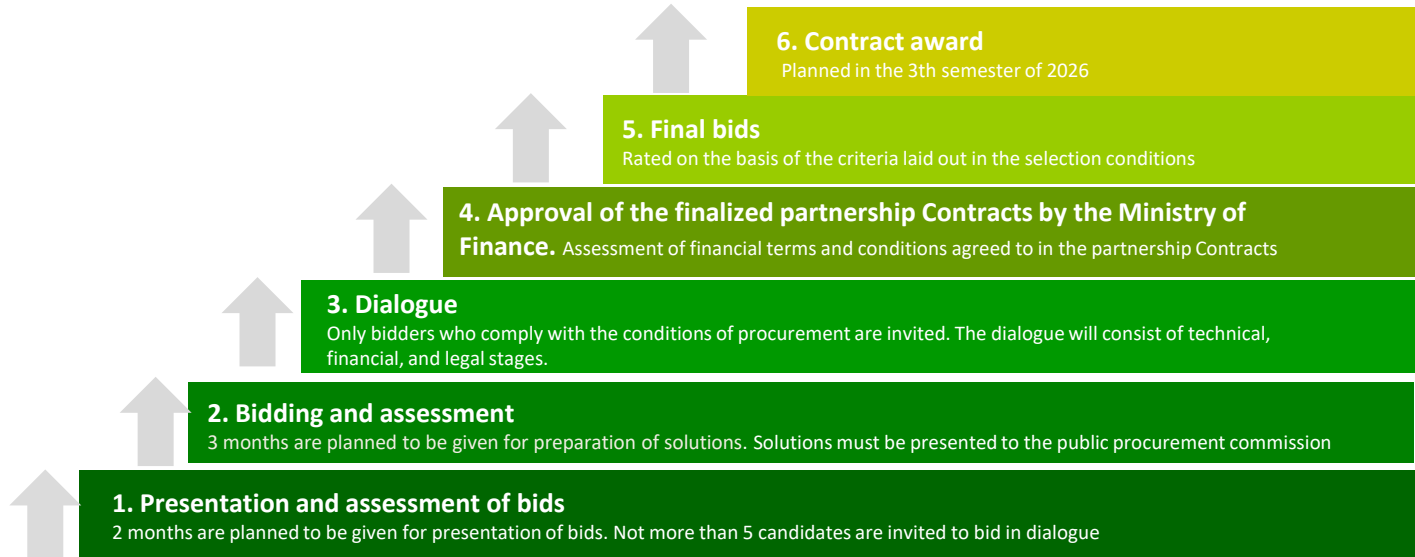 6. Contract award
Planned in the 3th semester of 2026
5. Final bids
Rated on the basis of the criteria laid out in the selection conditions
4. Approval of the finalized partnership Contracts by the Ministry of
Finance. Assessment of financial terms and conditions agreed to in the partnership Contracts
3. Dialogue
Only bidders who comply with the conditions of procurement are invited. The dialogue will consist of technical,
financial, and legal stages.
2. Bidding and assessment
3 months are planned to be given for preparation of solutions. Solutions must be presented to the public procurement commission
1. Presentation and assessment of bids
2 months are planned to be given for presentation of bids. Not more than 5 candidates are invited to bid in dialogue